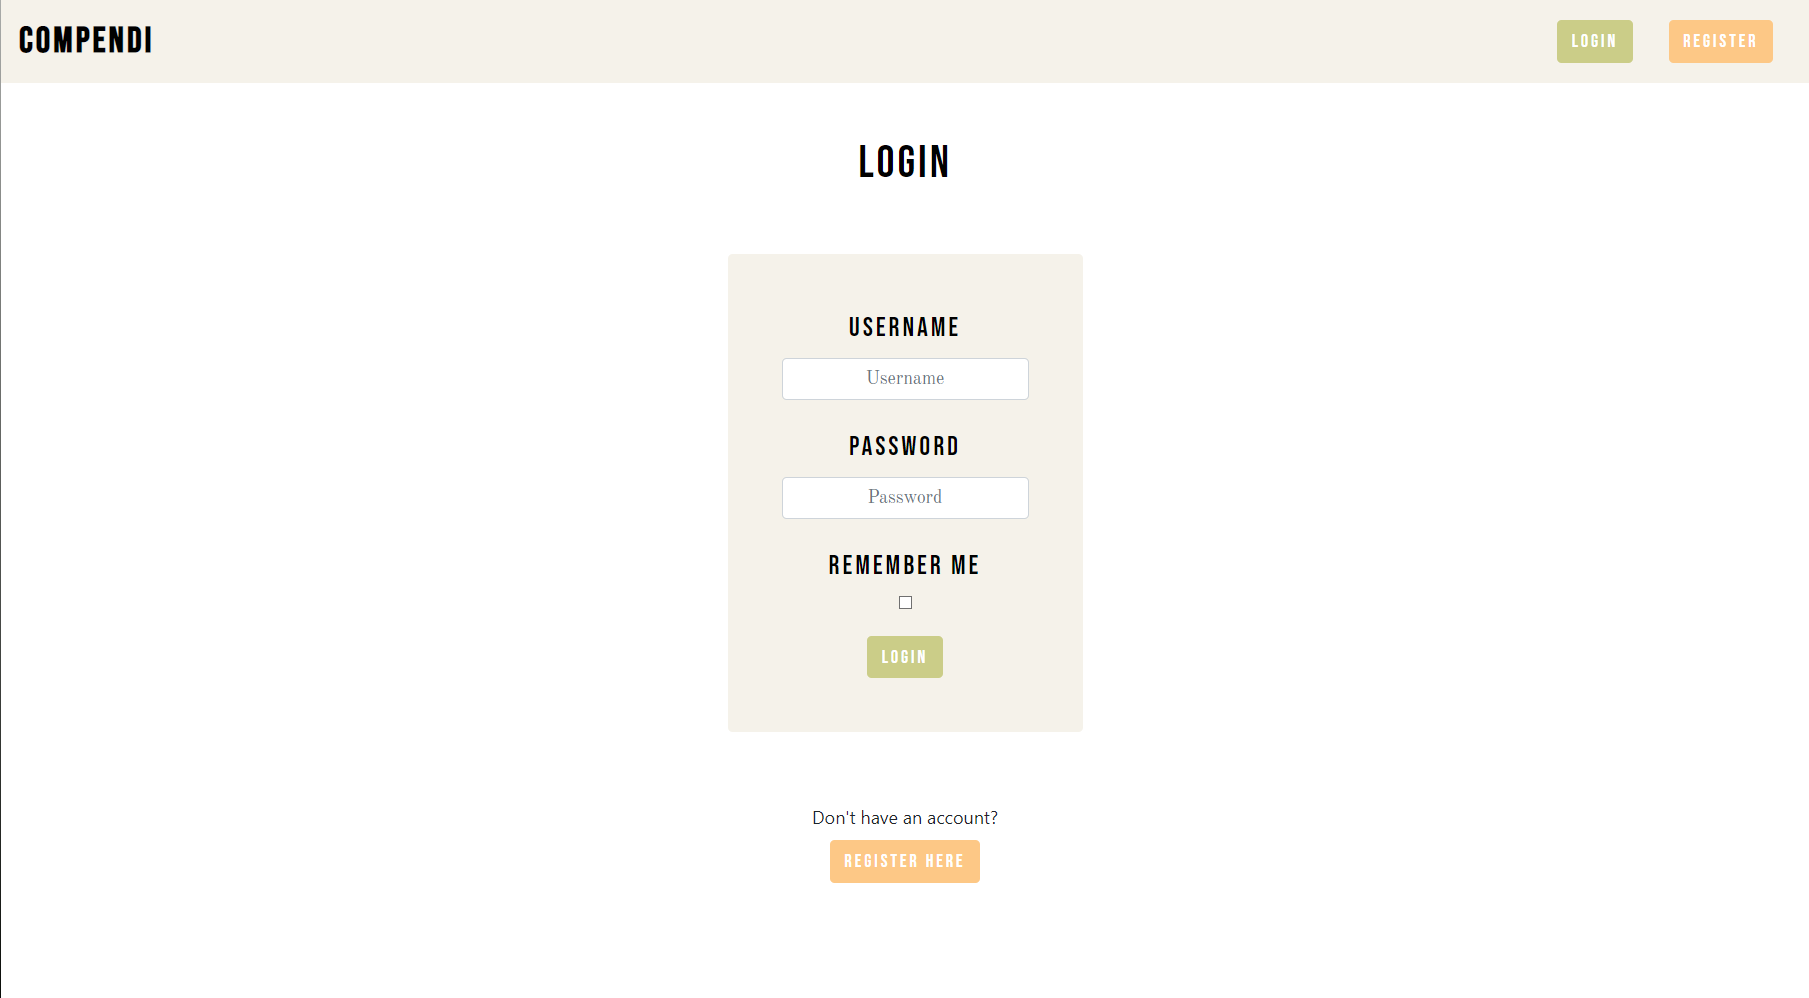 COMPENDI
LOGIN
REGISTER
LOGIN
USERNAME
Username
PASSWORD
Password
REMEMBER ME
LOGIN
Don't have an account?
REGISTER HERE